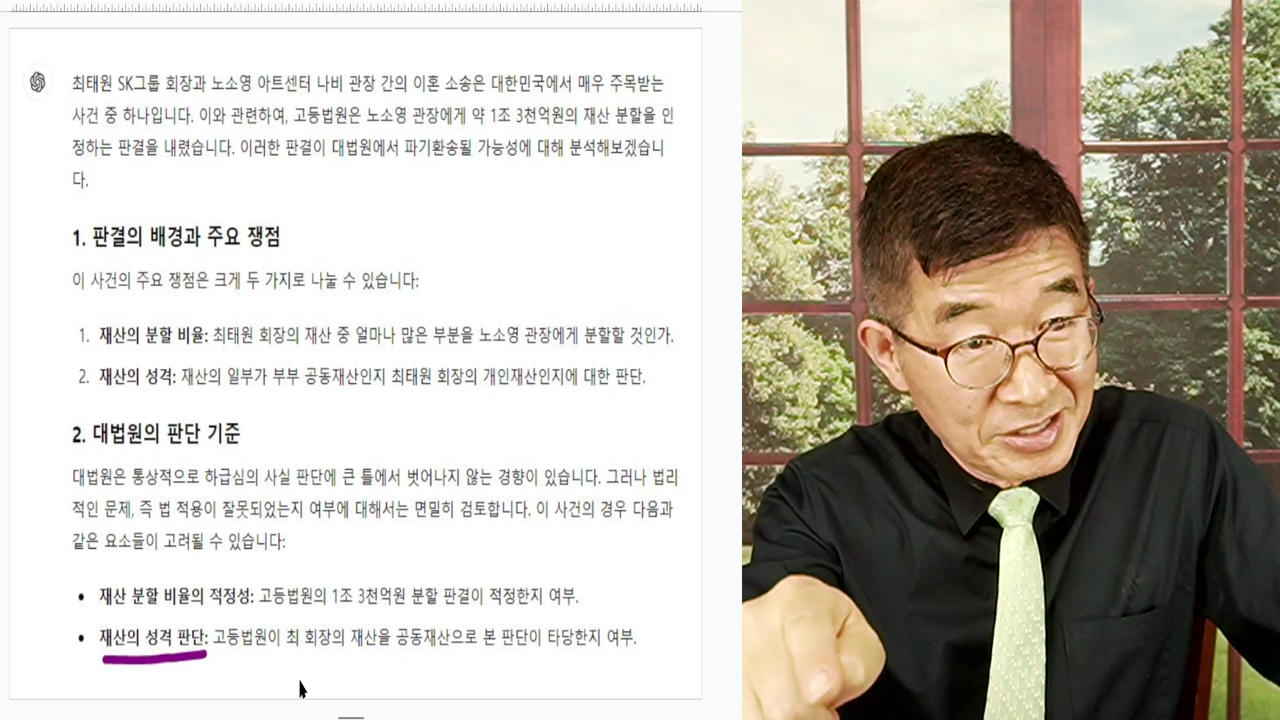 최태원 SK그룹 회장과 노소영 아트센터 나비 관장 간의 이혼 소송은 대한민국에서 매우 주목받는
사건 중 하나입니다. 이와 관련하여, 고등법원은 노소영 관장에게 약 1조 3천억원의 재산 분할을 인
정하는 판결을 내렸습니다. 이러한 판결이 대법원에서 파기환송될 가능성에 대해 분석해보겠습니
다.
1. 판결의 배경과 주요 쟁점
이 사건의 주요 쟁점은 크게 두 가지로 나눌 수 있습니다:
1. 재산의 분할 비율: 최태원 회장의 재산 중 얼마나 많은 부분을 노소영 관장에게 분할할 것인가.
2. 재산의 성격: 재산의 일부가 부부 공동재산인지 최태원 회장의 개인재산인지에 대한 판단.
2. 대법원의 판단 기준
대법원은 통상적으로 하급심의 사실 판단에 큰 틀에서 벗어나지 않는 경향이 있습니다. 그러나 법리
적인 문제, 즉 법 적용이 잘못되었는지 여부에 대해서는 면밀히 검토합니다. 이 사건의 경우 다음과
같은 요소들이 고려될 수 있습니다:
• 재산 분할 비율의 적정성: 고등법원의 1조 3천억원 분할 판결이 적정한지 여부.
• 재산의 성격 판단: 고등법원이 최 회장의 재산을 공동재산으로 본 판단이 타당한지 여부.